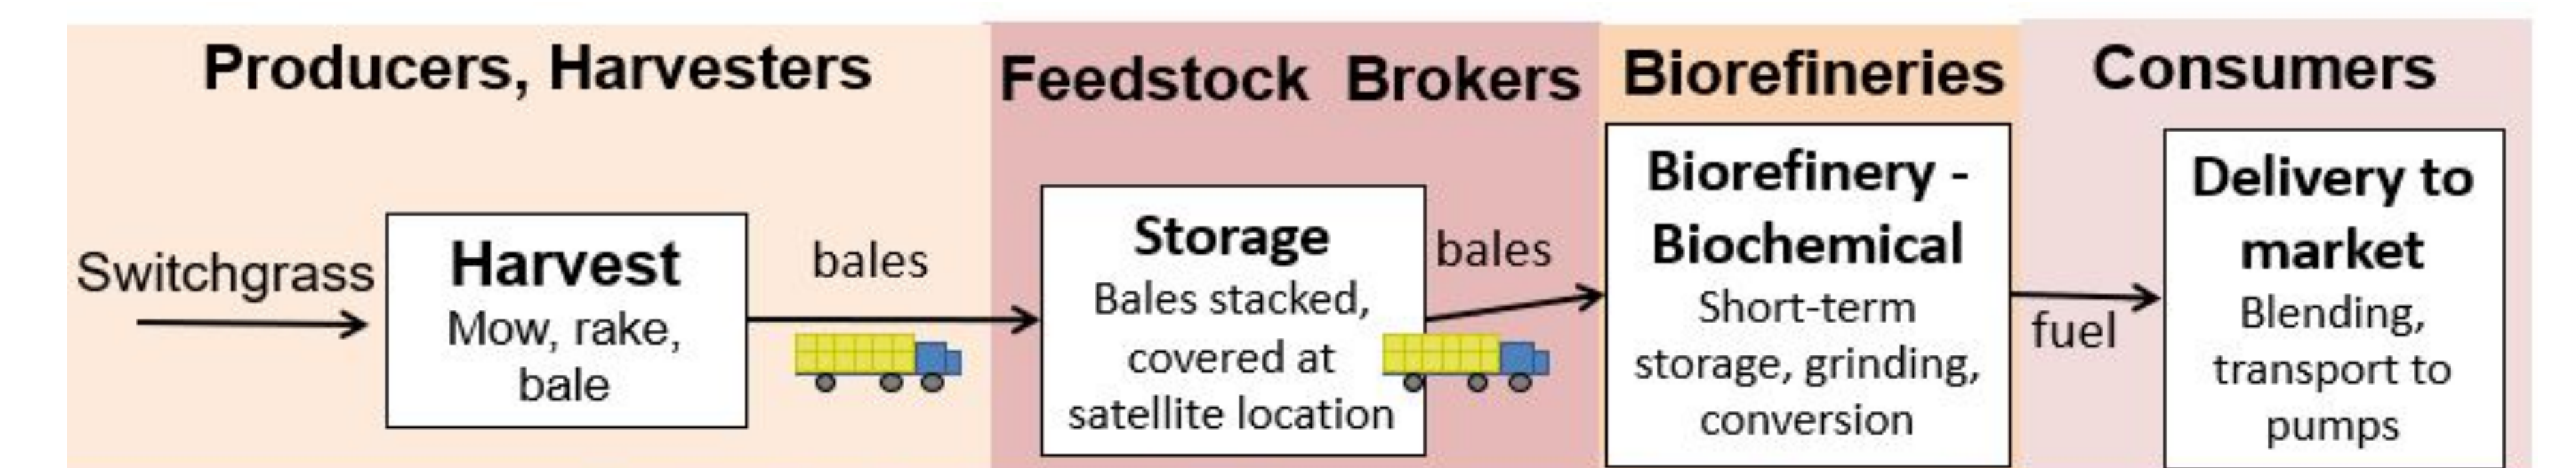 Producers, Harvesters
Feedstock Brokers
Biorefineries
Consumers
Switchgrass
Harvest
Mow, rake,
bale
bales
Storage
Bales stacked,
covered at
satellite location
bales
Biorefinery -
Biochemical
Short-term
storage, grinding,
conversion
fuel
Delivery to
market
Blending,
transport to
pumps